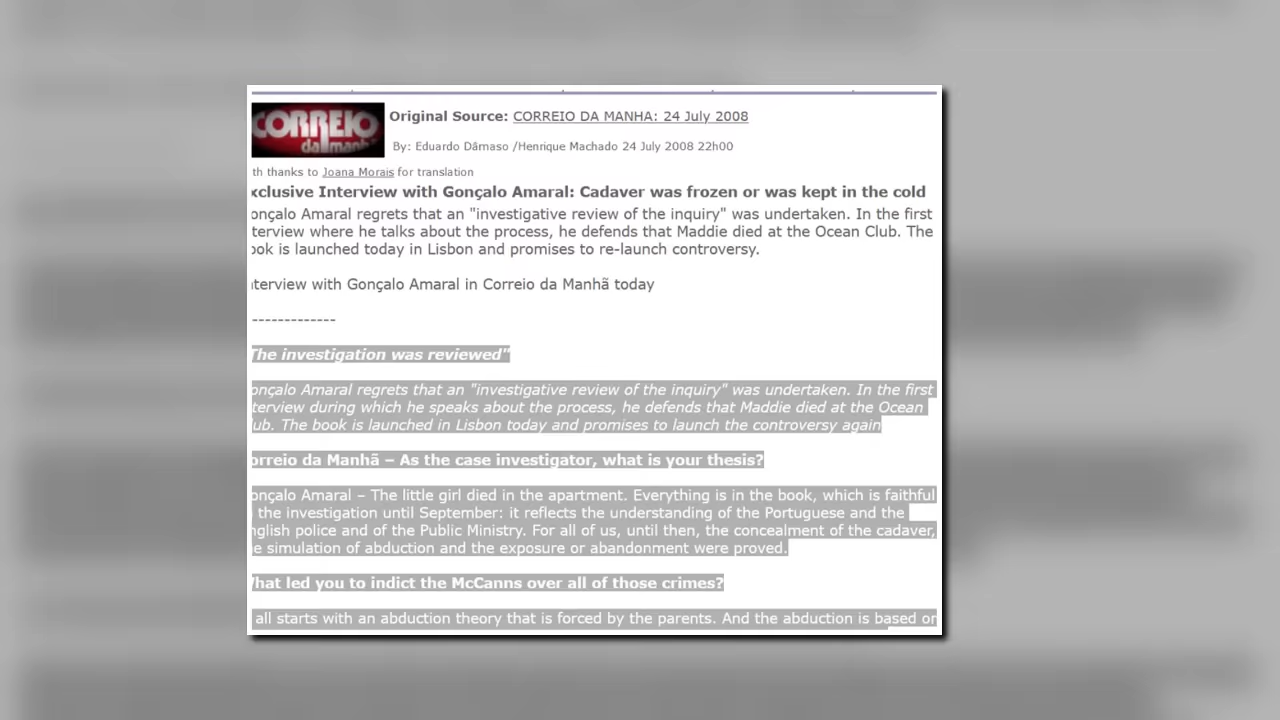 CORREIO
da manhã
Original Source: CORREIO DA MANHA: 24 July 2008
By: Eduardo Dâmaso /Henrique Machado 24 July 2008 22h00
th thanks to Joana Morais for translation
xclusive Interview with Gonçalo Amaral: Cadaver was frozen or was kept in the cold
onçalo Amaral regrets that an "investigative review of the inquiry" was undertaken. In the first
terview where he talks about the process, he defends that Maddie died at the Ocean Club. The
ook is launched today in Lisbon and promises to re-launch controversy.
nterview with Gonçalo Amaral in Correio da Manhã today
-------------
The investigation was reviewed"
onçalo Amaral regrets that an "investigative review of the inquiry" was undertaken. In the first
terview during which he speaks about the process, he defends that Maddie died at the Ocean
lub. The book is launched in Lisbon today and promises to launch the controversy again
orreio da Manhã – As the case investigator, what is your thesis?
onçalo Amaral – The little girl died in the apartment. Everything is in the book, which is faithful
the investigation until September: it reflects the understanding of the Portuguese and the
nglish police and of the Public Ministry. For all of us, until then, the concealment of the cadaver,
e simulation of abduction and the exposure or abandonment were proved.
What led you to indict the McCanns over all of those crimes?
all starts with an abduction theory that is forced by the parents. And the abduction is based or